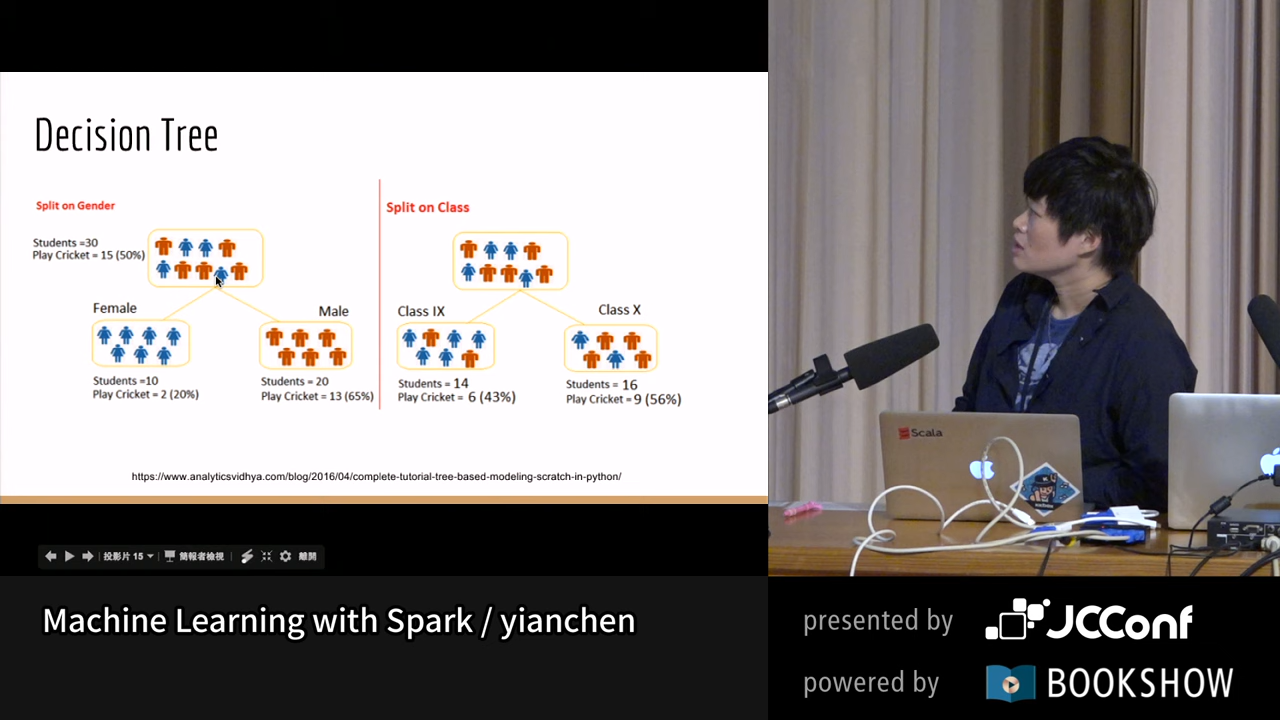 Decision Tree
Split on Gender
Students =30
Play Cricket = 15 (50%)
Female
Male
Students =10
Play Cricket = 2 (20%)
Students = 20
Play Cricket = 13 (65%)
Split on Class
Class IX
Class X
Students = 14
Play Cricket = 6 (43%)
Students = 16
Play Cricket = 9 (56%)
https://www.analyticsvidhya.com/blog/2016/04/complete-tutorial-tree-based-modeling-scratch-in-python/
投影片 15
簡報者檢視
離開
Scala
Machine Learning with Spark / yianchen
presented by JCConf
powered by BOOKSHOW